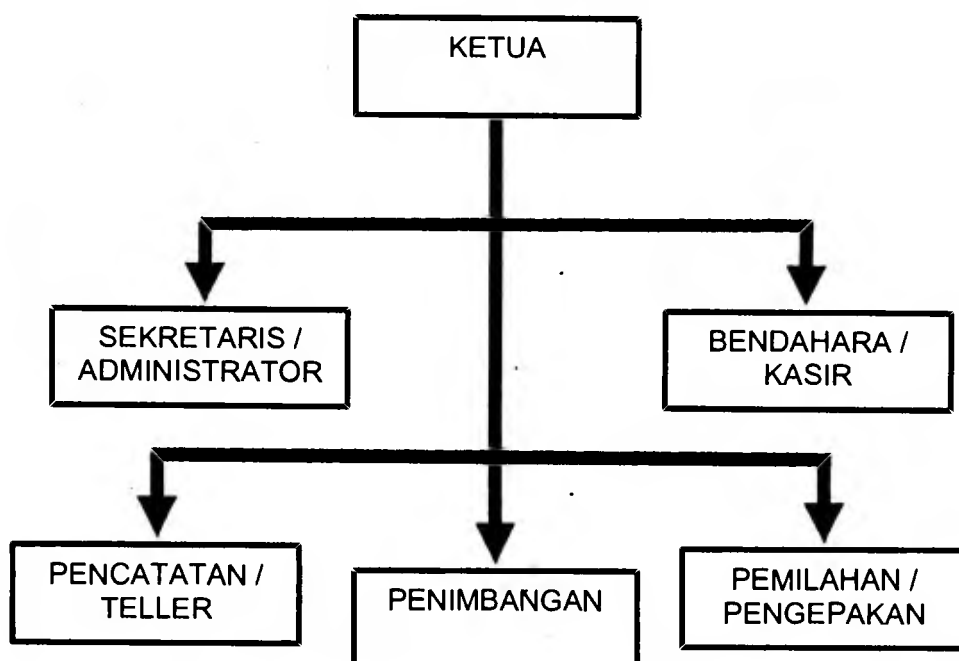 KETUA
SEKRETARIS /
ADMINISTRATOR
BENDAHARA /
KASIR
PENCATATAN /
TELLER
PENIMBANGAN
PEMILAHAN /
PENGEPAKAN